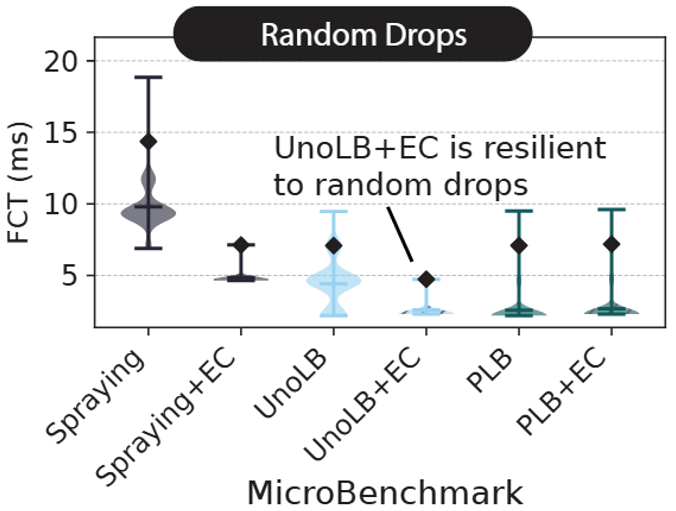 Random Drops
FCT (ms)
20
15
10
5
UnoLB+EC is resilient
to random drops
Spraying
Spraying+EC
UnoLB
UnoLB+EC
PLB
PLB+EC
MicroBenchmark